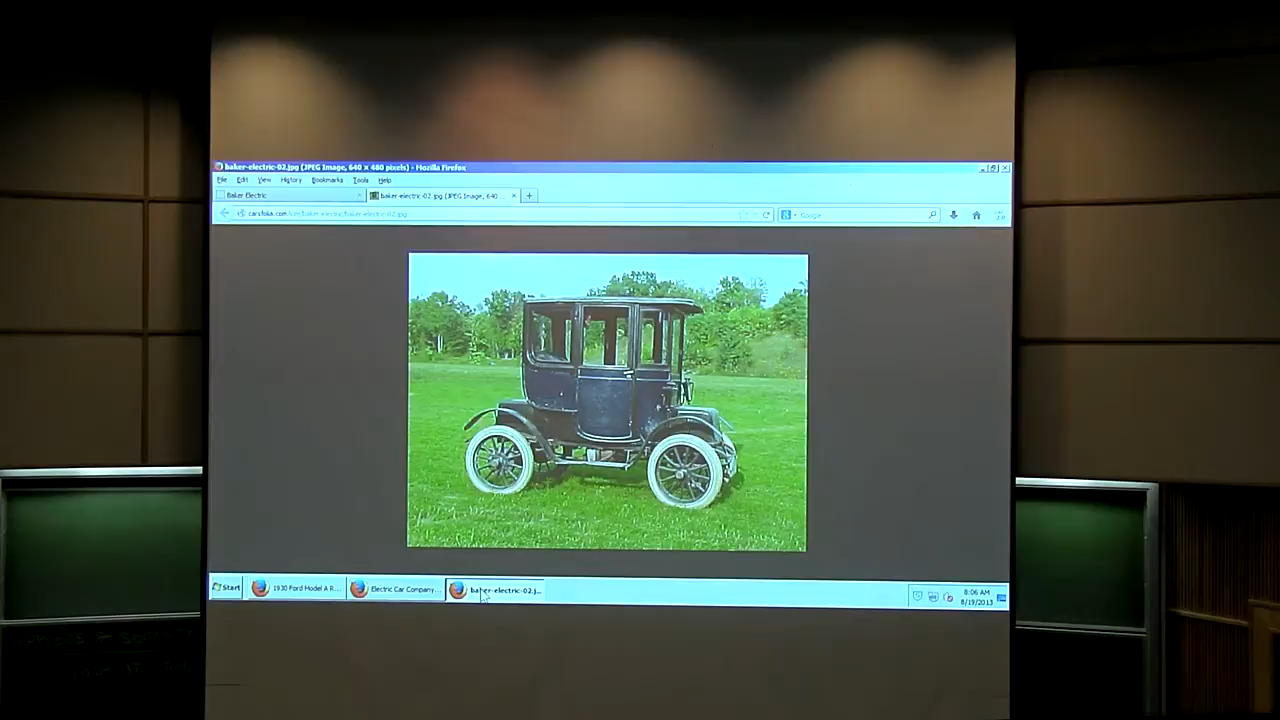 baker-electric-02.jpg (JPEG Image, 640 × 480 pixels) - Mozilla Firefox
File Edit View History Bookmarks Tools Help
Baker Electric
baker-electric-02.jpg (JPEG Image, 640 ...
Google
Start
1930 Ford Model A R...
Electric Car Company...
baker-electric-02.j...
8:06 AM
8/19/2013